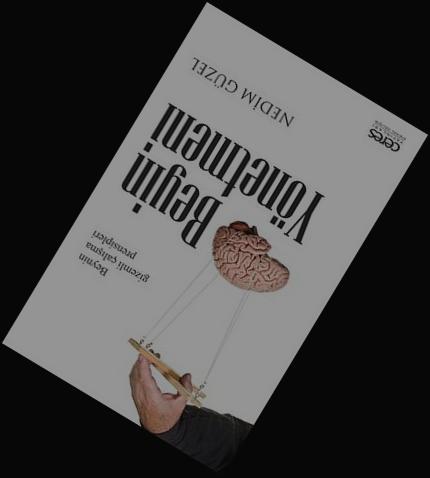 Beynin
gizemli çalışma
prensipleri
Beyin
Yönetmeni
NEDİM GÜZEL
ceres